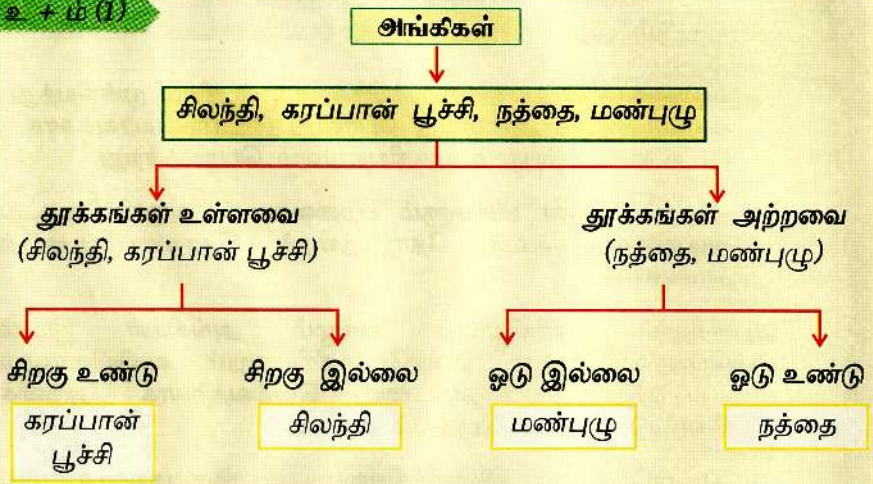 உ + ம் (1)
அங்கிகள்
சிலந்தி, கரப்பான் பூச்சி, நத்தை, மண்புழு
தூக்கங்கள் உள்ளவை
(சிலந்தி, கரப்பான் பூச்சி)
தூக்கங்கள் அற்றவை
(நத்தை, மண்புழு)
சிறகு உண்டு
சிறகு இல்லை
ஓடு இல்லை
ஓடு உண்டு
கரப்பான்
பூச்சி
சிலந்தி
மண்புழு
நத்தை